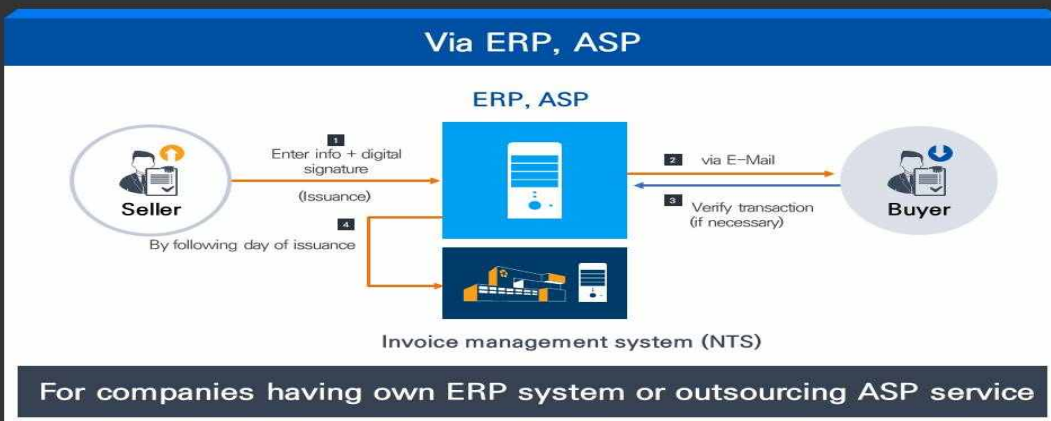 Via ERP, ASP
ERP, ASP
1
Enter info + digital
signature
(Issuance)
Seller
2 via E-Mail
3 Verify transaction
(if necessary)
Buyer
4
By following day of issuance
Invoice management system (NTS)
For companies having own ERP system or outsourcing ASP service